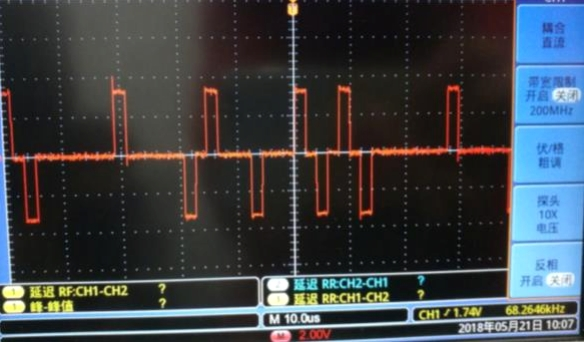 耦合
直流
带宽限制
开启 关闭
200MHz
伏/格
粗调
探头
10X
电压
反相
开启 关闭
延迟 RF:CH1-CH2 ?
峰-峰值 ?
延迟 RR:CH2-CH1 ?
延迟 RR:CH1-CH2 ?
M 10.0us
CH1 1.74V 68.2646kHz
M 2.00V
2018年05月21日 10:07